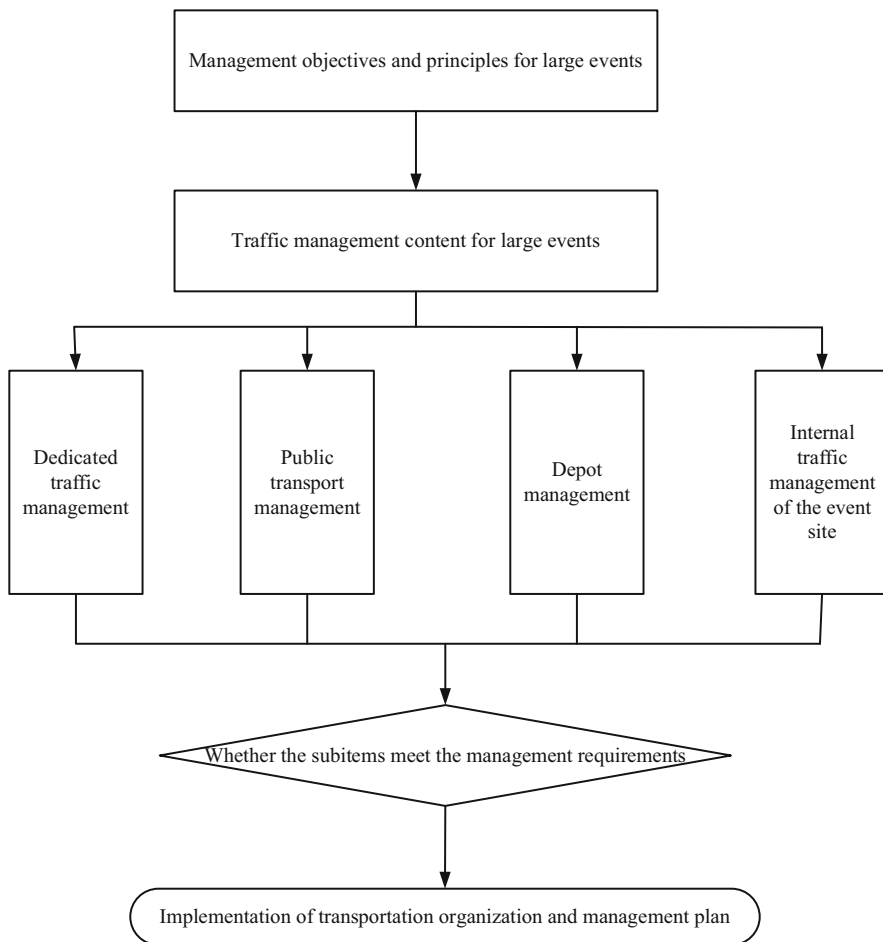 Management objectives and principles for large events
Traffic management content for large events
Dedicated
traffic
management
Public
transport
management
Depot
management
Internal
traffic
management
of the event
site
Whether the subitems meet the management requirements
Implementation of transportation organization and management plan